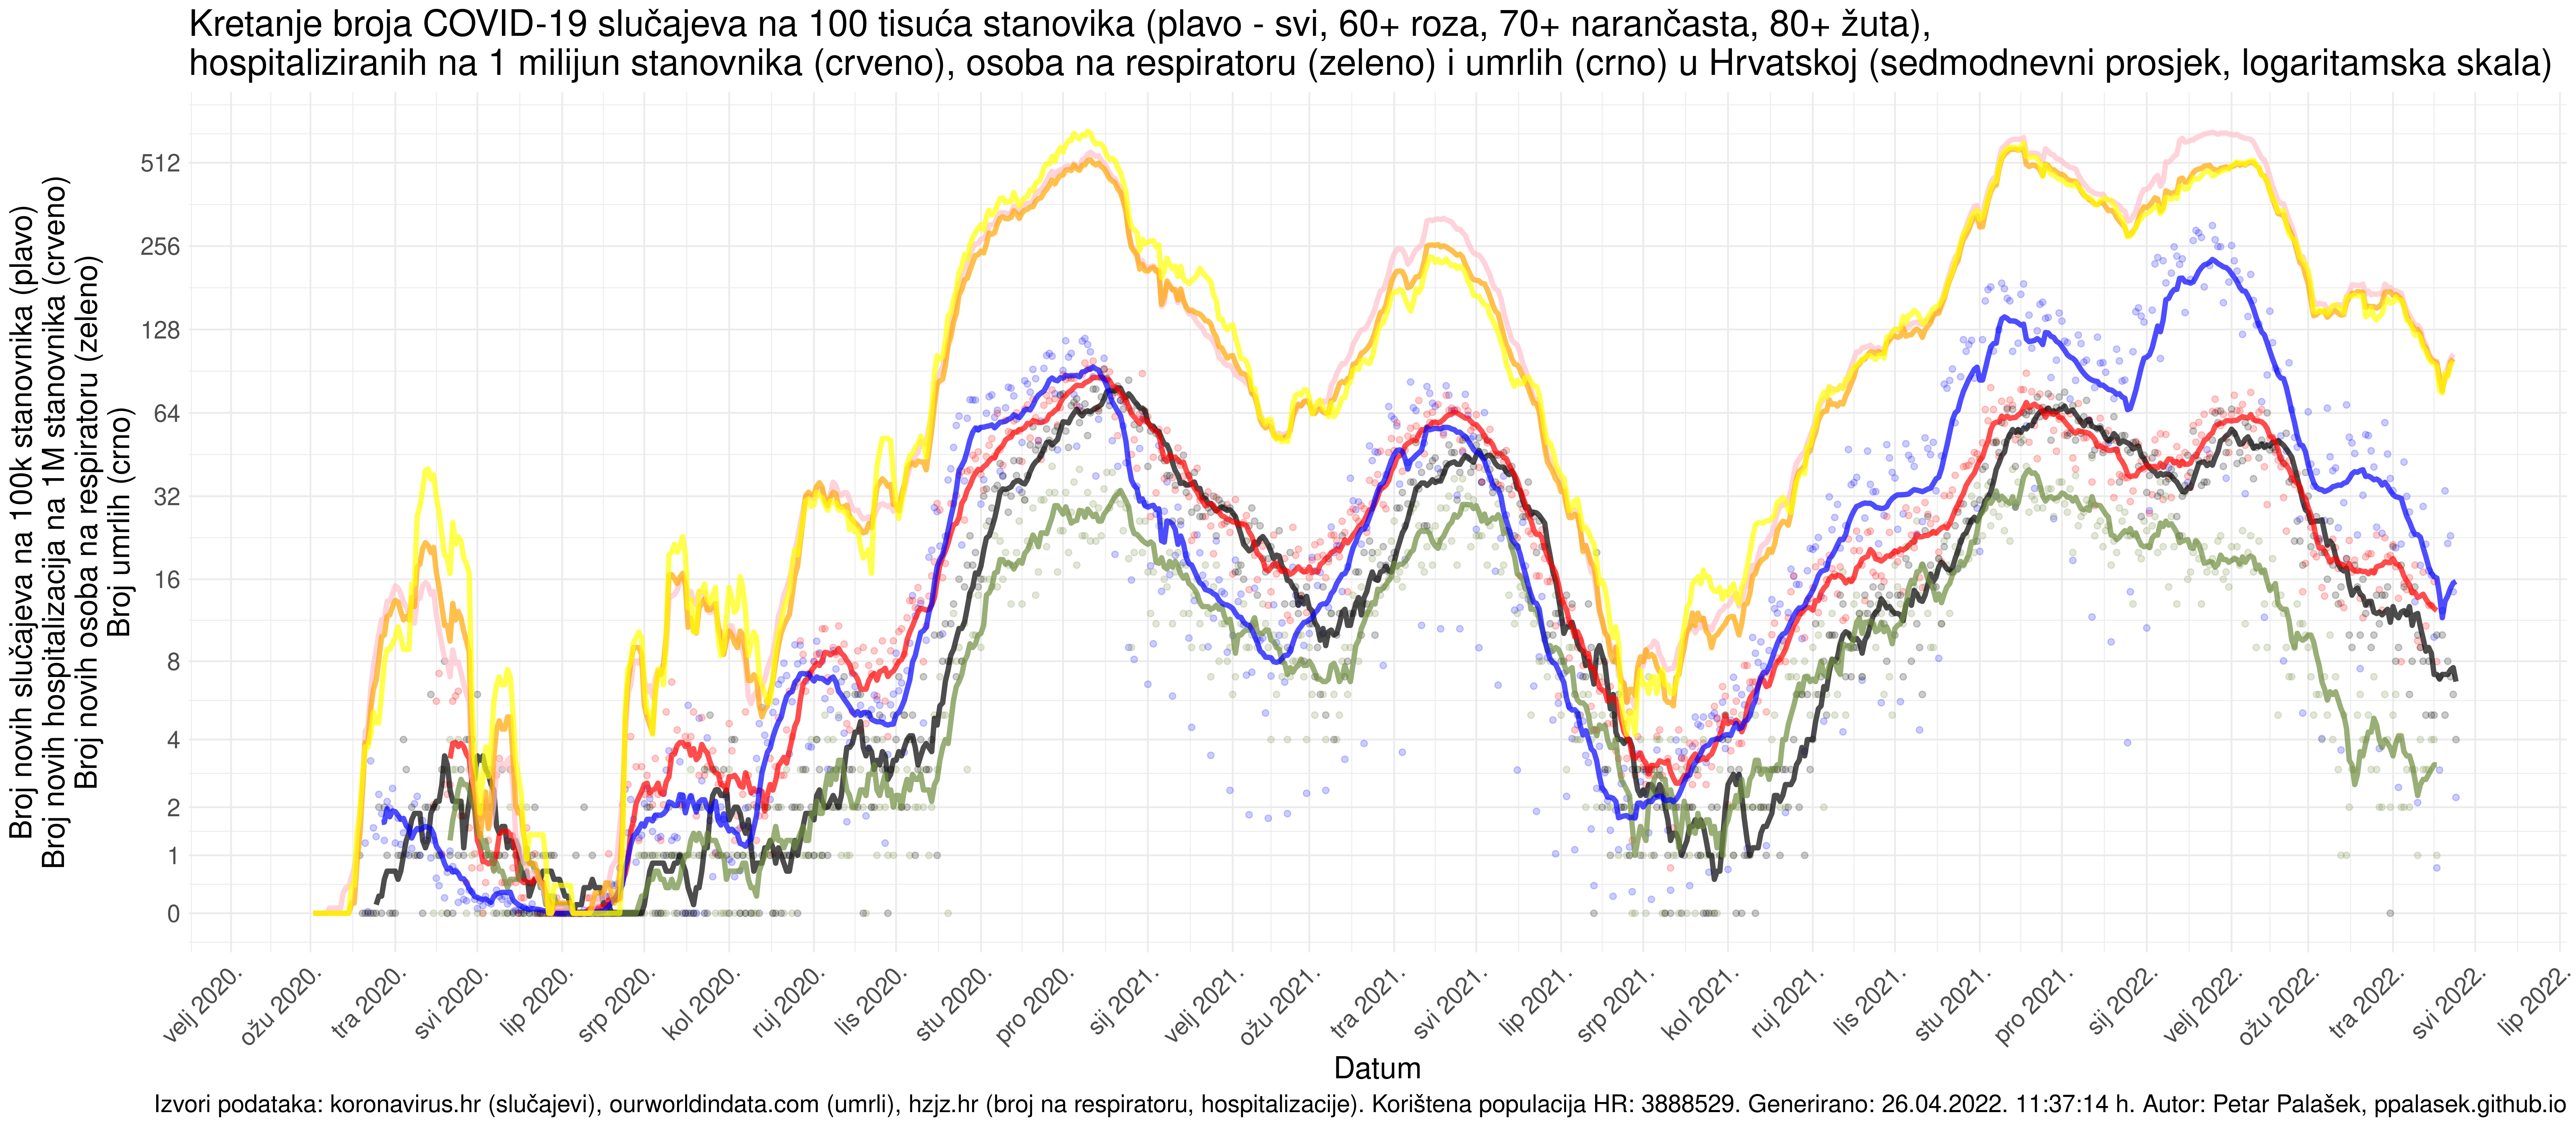 Kretanje broja COVID-19 slučajeva na 100 tisuća stanovika (plavo - svi, 60+ roza, 70+ narančasta, 80+ žuta),
hospitaliziranih na 1 milijun stanovnika (crveno), osoba na respiratoru (zeleno) i umrlih (crno) u Hrvatskoj (sedmodnevni prosjek, logaritamska skala)
Broj novih slučajeva na 100k stanovnika (plavo)
Broj novih hospitalizacija na 1M stanovnika (crveno)
Broj novih osoba na respiratoru (zeleno)
Broj umrlih (crno)
512
256
128
64
32
16
8
4
2
1
0
velj 2020.
ožu 2020.
tra 2020.
svi 2020.
lip 2020.
srp 2020.
kol 2020.
ruj 2020.
lis 2020.
stu 2020.
pro 2020.
sij 2021.
velj 2021.
ožu 2021.
tra 2021.
svi 2021.
lip 2021.
srp 2021.
kol 2021.
ruj 2021.
lis 2021.
stu 2021.
pro 2021.
sij 2022.
velj 2022.
ožu 2022.
tra 2022.
svi 2022.
lip 2022.
Datum
Izvori podataka: koronavirus.hr (slučajevi), ourworldindata.com (umrli), hzjz.hr (broj na respiratoru, hospitalizacije). Korištena populacija HR: 3888529. Generirano: 26.04.2022. 11:37:14 h. Autor: Petar Palašek, ppalasek.github.io